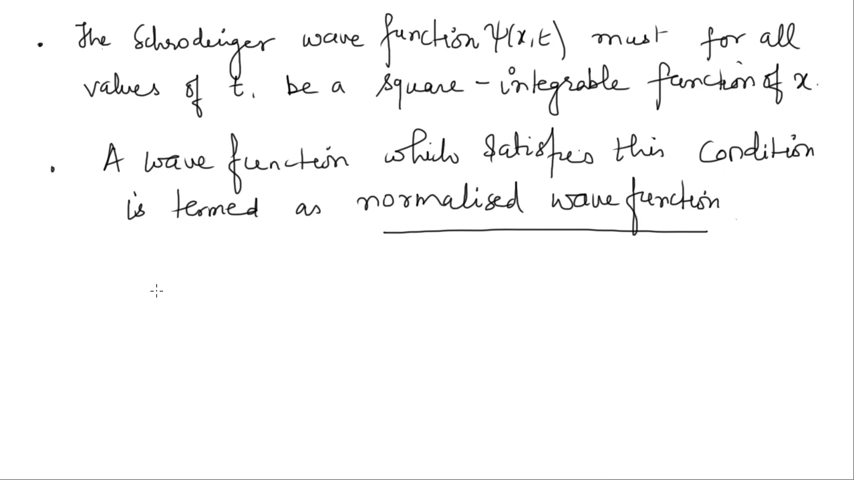 . The Schrodeinger wave function Ψ(x,t) must for all
values of t, be a square-integrable function of x.
. A wave function which satisfies this condition
is termed as normalised wave function